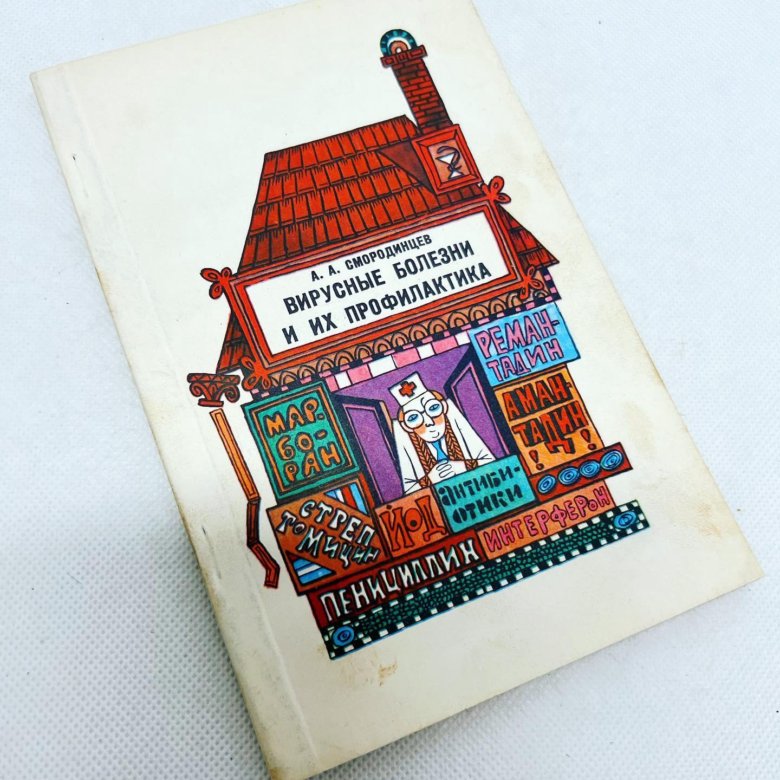 А. А. СМОРОДИНЦЕВ
ВИРУСНЫЕ БОЛЕЗНИ
И ИХ ПРОФИЛАКТИКА
РЕМАН-
ТАДИН
МАР-
БО-
РАН
АМАН-
ТАДИН
!
!
СТРЕП
ТОМИЦИН
ЙОД
АНТИБИ-
ОТИКИ
ПЕНИЦИЛЛИН
ИНТЕРФЕРОН